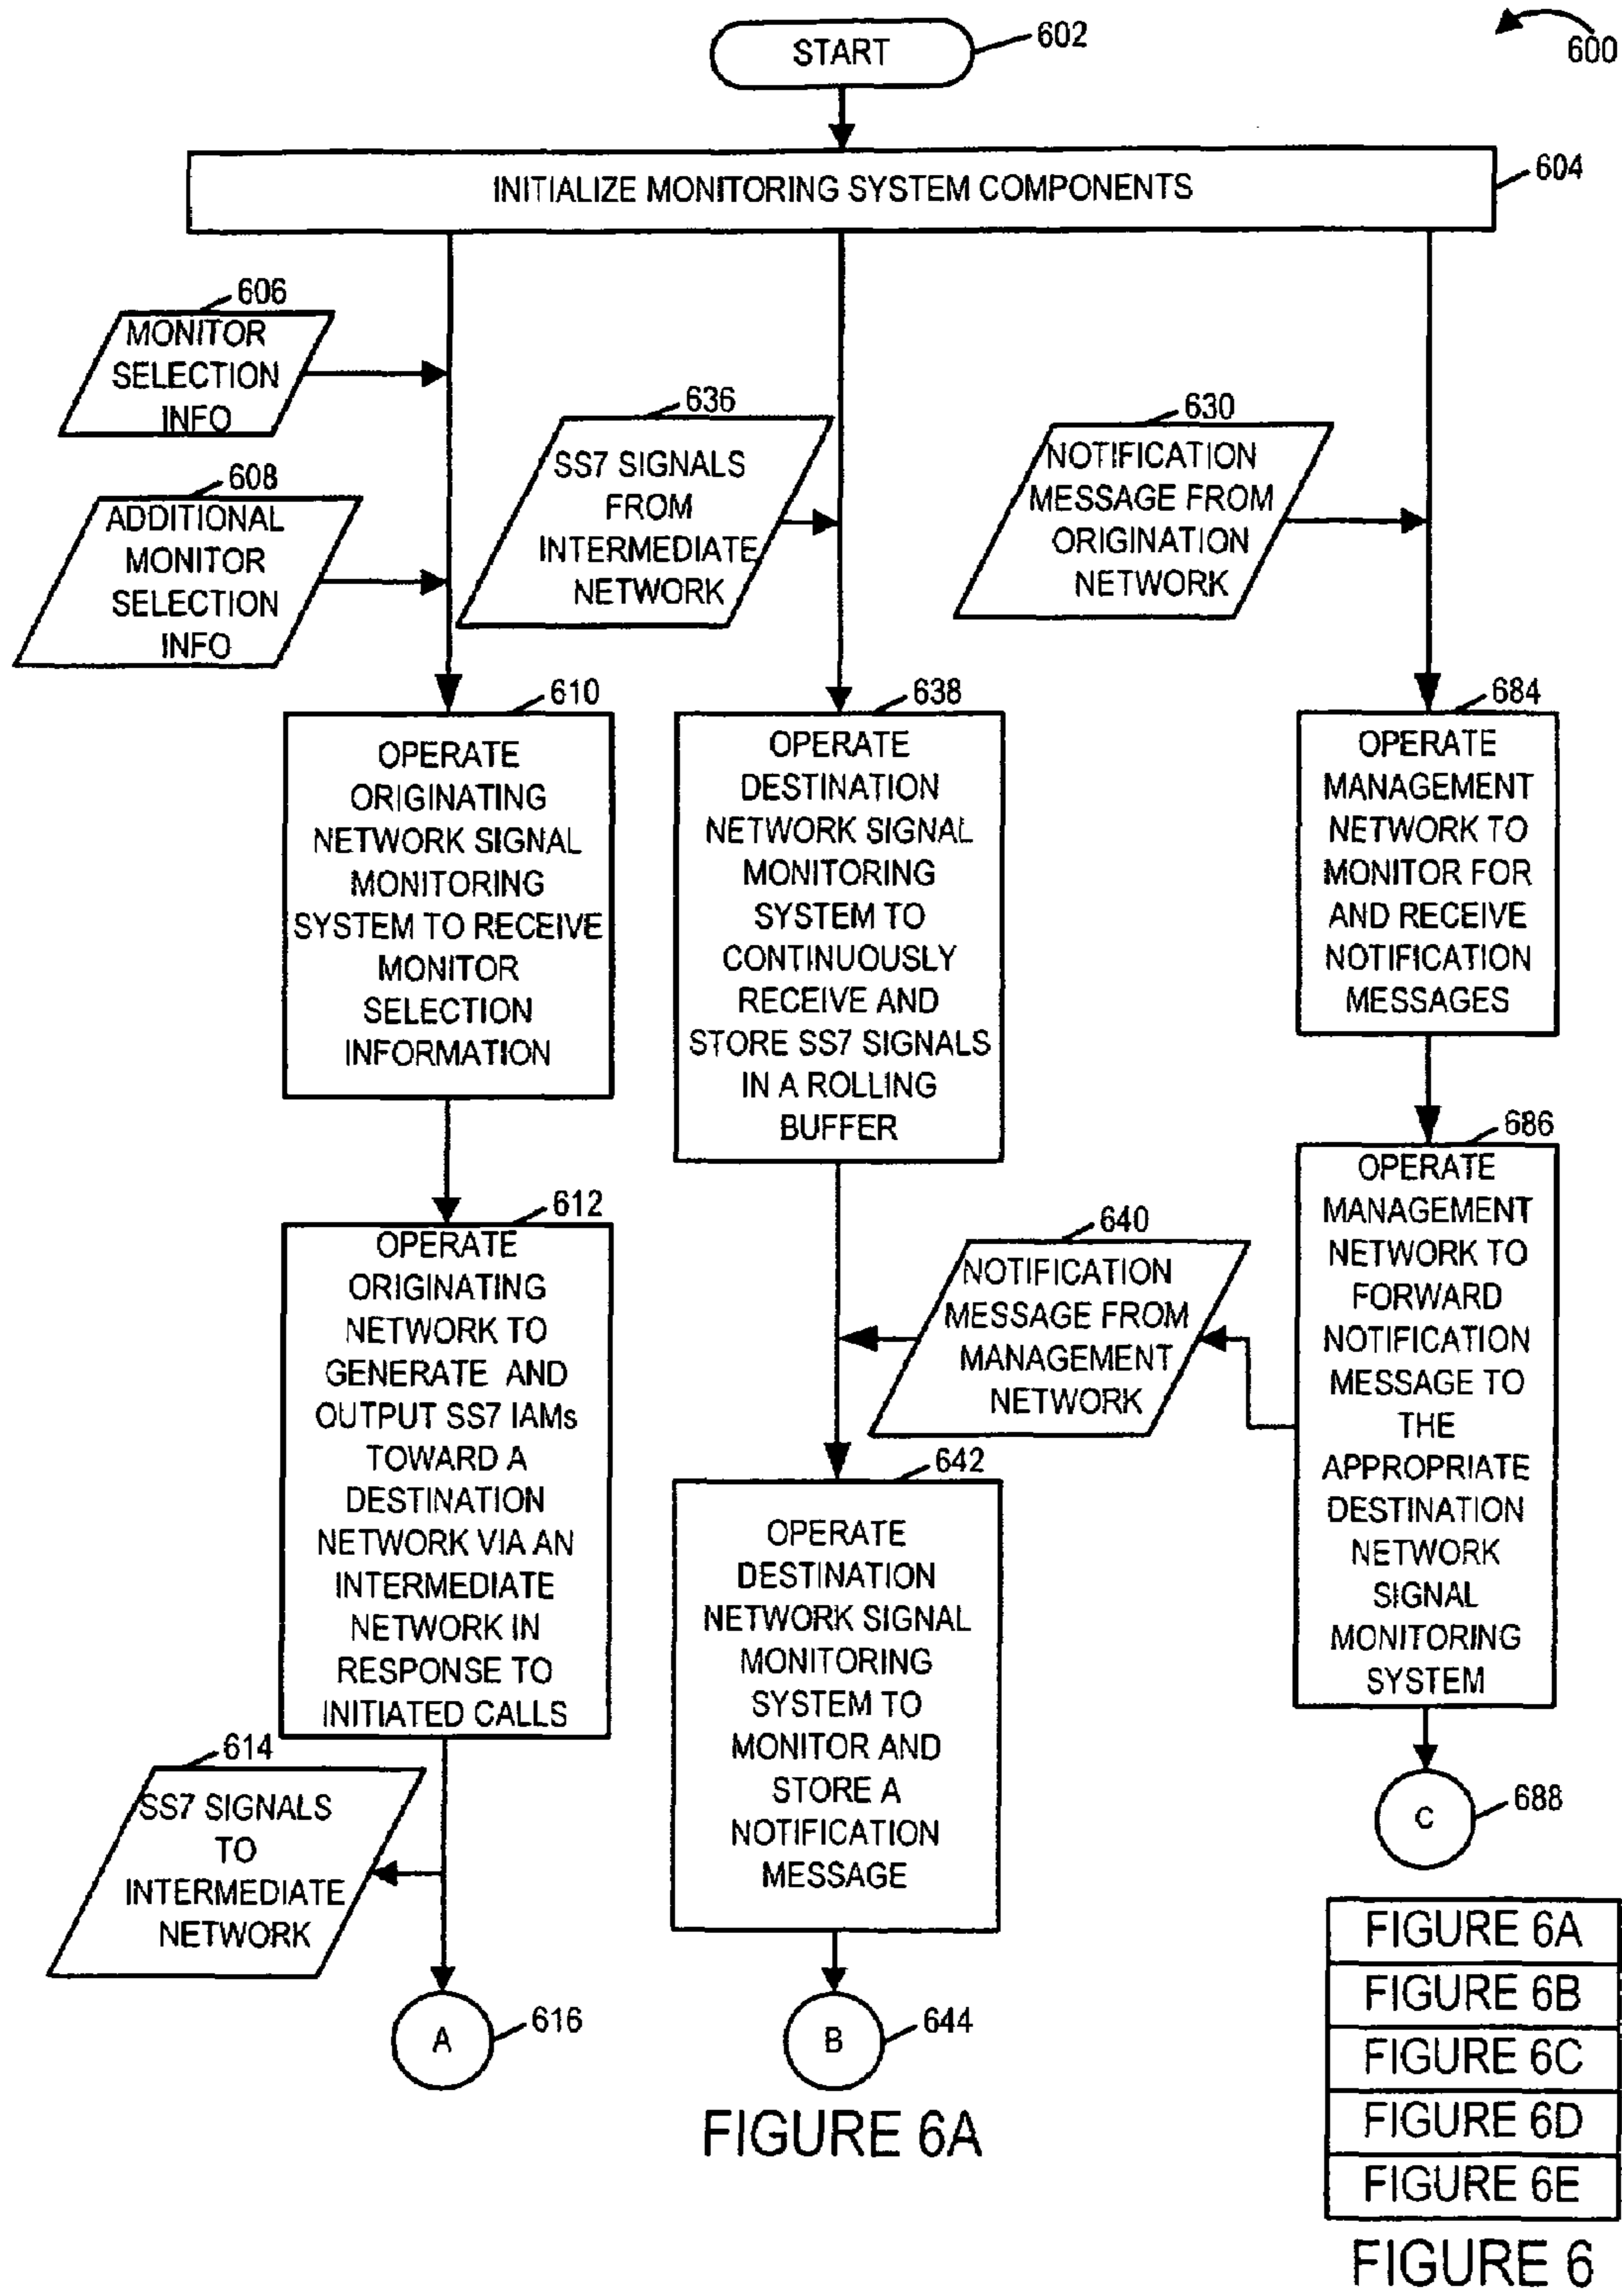 START
602
600
INITIALIZE MONITORING SYSTEM COMPONENTS
604
606
MONITOR
SELECTION
INFO
608
ADDITIONAL
MONITOR
SELECTION
INFO
636
SS7 SIGNALS
FROM
INTERMEDIATE
NETWORK
630
NOTIFICATION
MESSAGE FROM
ORIGINATION
NETWORK
610
OPERATE
ORIGINATING
NETWORK SIGNAL
MONITORING
SYSTEM TO RECEIVE
MONITOR
SELECTION
INFORMATION
638
OPERATE
DESTINATION
NETWORK SIGNAL
MONITORING
SYSTEM TO
CONTINUOUSLY
RECEIVE AND
STORE SS7 SIGNALS
IN A ROLLING
BUFFER
684
OPERATE
MANAGEMENT
NETWORK TO
MONITOR FOR
AND RECEIVE
NOTIFICATION
MESSAGES
612
OPERATE
ORIGINATING
NETWORK TO
GENERATE AND
OUTPUT SS7 IAMs
TOWARD A
DESTINATION
NETWORK VIA AN
INTERMEDIATE
NETWORK IN
RESPONSE TO
INITIATED CALLS
640
NOTIFICATION
MESSAGE FROM
MANAGEMENT
NETWORK
686
OPERATE
MANAGEMENT
NETWORK TO
FORWARD
NOTIFICATION
MESSAGE TO
THE
APPROPRIATE
DESTINATION
NETWORK
SIGNAL
MONITORING
SYSTEM
642
OPERATE
DESTINATION
NETWORK SIGNAL
MONITORING
SYSTEM TO
MONITOR AND
STORE A
NOTIFICATION
MESSAGE
614
SS7 SIGNALS
TO
INTERMEDIATE
NETWORK
C
688
A
616
B
644
FIGURE 6A
FIGURE 6A
FIGURE 6B
FIGURE 6C
FIGURE 6D
FIGURE 6E
FIGURE 6